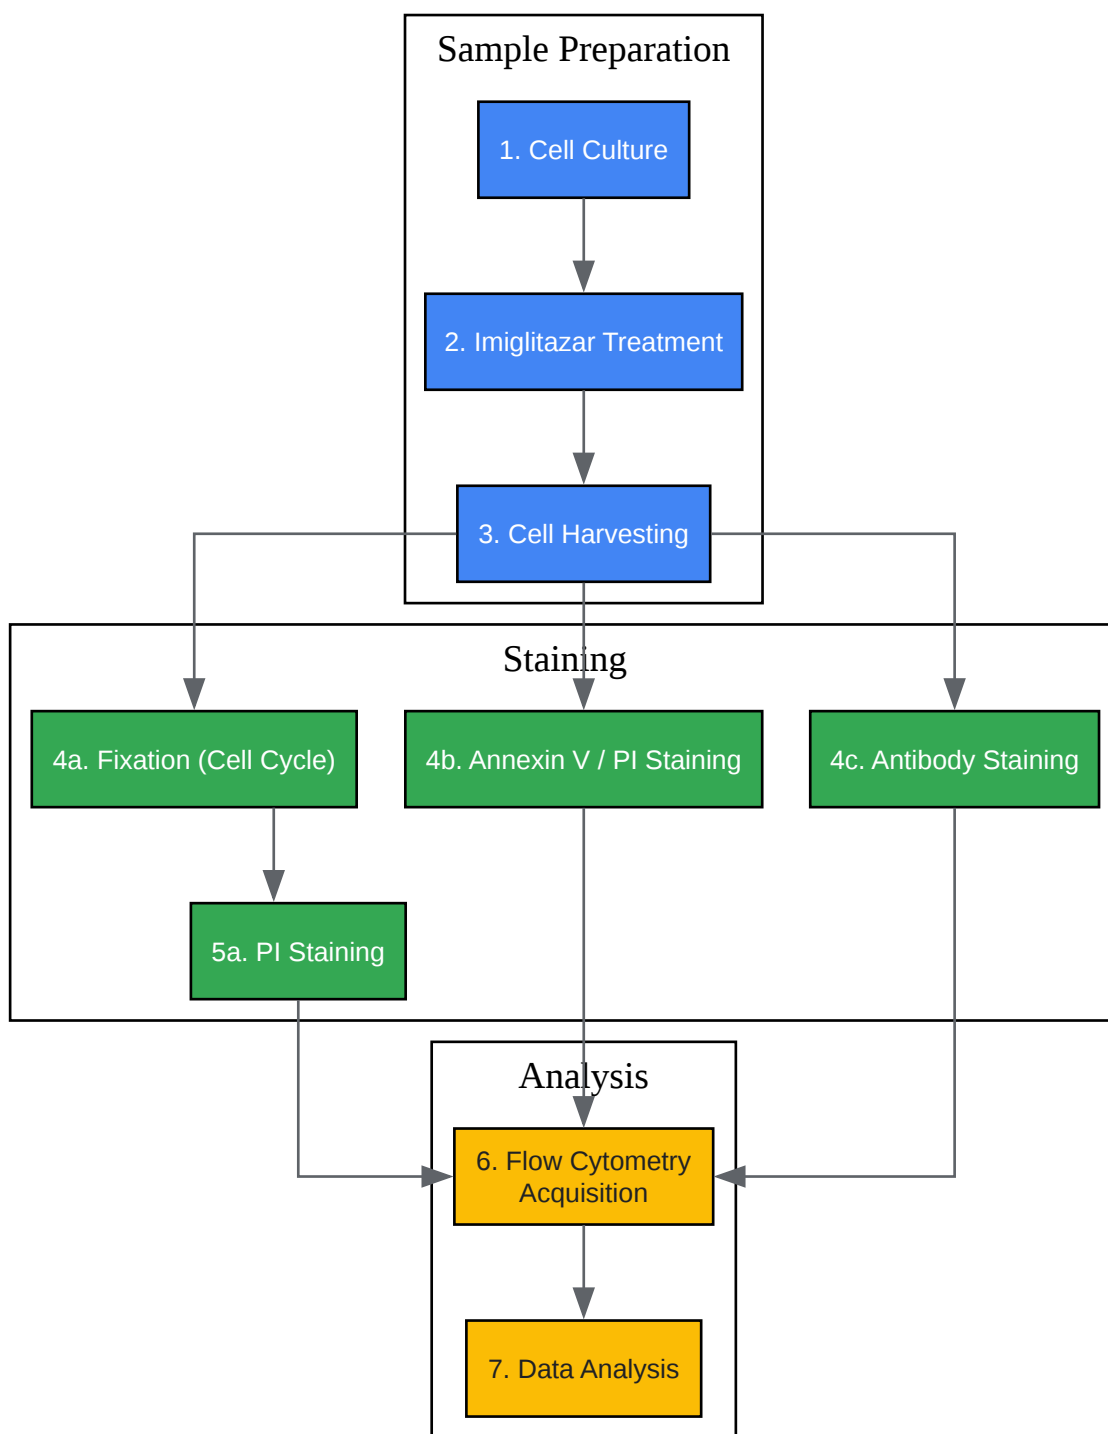 Sample Preparation
1. Cell Culture
2. Imiglitazar Treatment
3. Cell Harvesting
Staining
4a. Fixation (Cell Cycle)
4b. Annexin V / PI Staining
4c. Antibody Staining
5a. PI Staining
Analysis
6. Flow Cytometry
Acquisition
7. Data Analysis